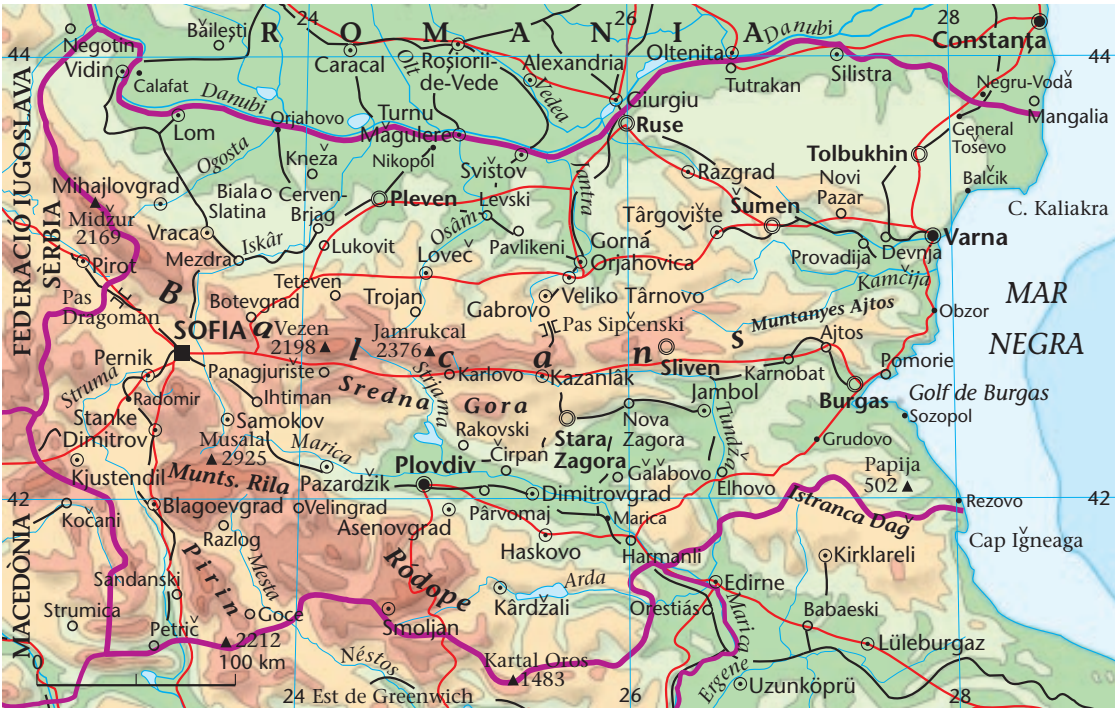 24
26
28
Negotin
Băilești
R O M A N I A
Danubi
Constanța
44
Vidin
Calafat
Caracal
Olt
Roșiorii-
de-Vede
Alexandria
Vedea
Oltenita
Tutrakan
Silistra
44
Negru-Vodă
Mangalia
Danubi
Lom
Orjahovo
Turnu
Măgulere
Giurgiu
Ruse
General
Toševo
Ogosta
Kneža
Nikopol
Svištov
Jantra
Razgrad
Tolbukhin
Novi
Pazar
Balčik
FEDERACIÓ IUGOSLAVA
SÈRBIA
Mihajlovgrad
Midžur
2169
Biala
Slatina
Cerven-
Brjag
Pleven
Levski
Osăm
Târgovište
Šumen
C. Kaliakra
Vraca
Iskâr
Mezdra
Lukovit
Loveč
Pavlikeni
Gorna
Orjahovica
Provadija
Devnja
Varna
Kamčija
Pirot
Pas
Dragoman
Teteven
Botevgrad
Trojan
Gabrovo
Veliko Târnovo
MAR
NEGRA
B a l c a n s
SOFIA
Vezen
2198
Jamrukcal
2376
Pas Sipčenski
Muntanyes Ajtos
Ajtos
Obzor
Pernik
Panagjurište
Karlovo
Kazanlâk
Sliven
Karnobat
Pomorie
Struma
Radomir
Ihtiman
Sredna Gora
Striama
Jambol
Burgas
Golf de Burgas
Sozopol
Stanke
Dimitrov
Samokov
Musala
2925
Marica
Rakovski
Stara
Zagora
Nova
Zagora
Tundža
Grudovo
Kjustendil
Munts. Rila
Pazardžik
Plovdiv
Čirpan
Gălăbovo
Elhovo
Papija
502
42
Kočani
Blagoevgrad
Velingrad
Dimitrovgrad
Istranca Dağ
Rezovo
42
Razlog
Asenovgrad
Pârvomaj
Marica
Haskovo
Harmanli
Cap Iğneaga
MACEDÒNIA
Pirin
Mesta
Ródope
Kirklareli
Sandanski
Arda
Edirne
Strumica
Goce
Smoljan
Kârdžali
Orestiás
Marica
Babaeski
Petrič
2212
Lüleburgaz
0
100 km
Néstos
Kartal Oros
1483
Ergene
Uzunköprü
24
Est de Greenwich
26
28